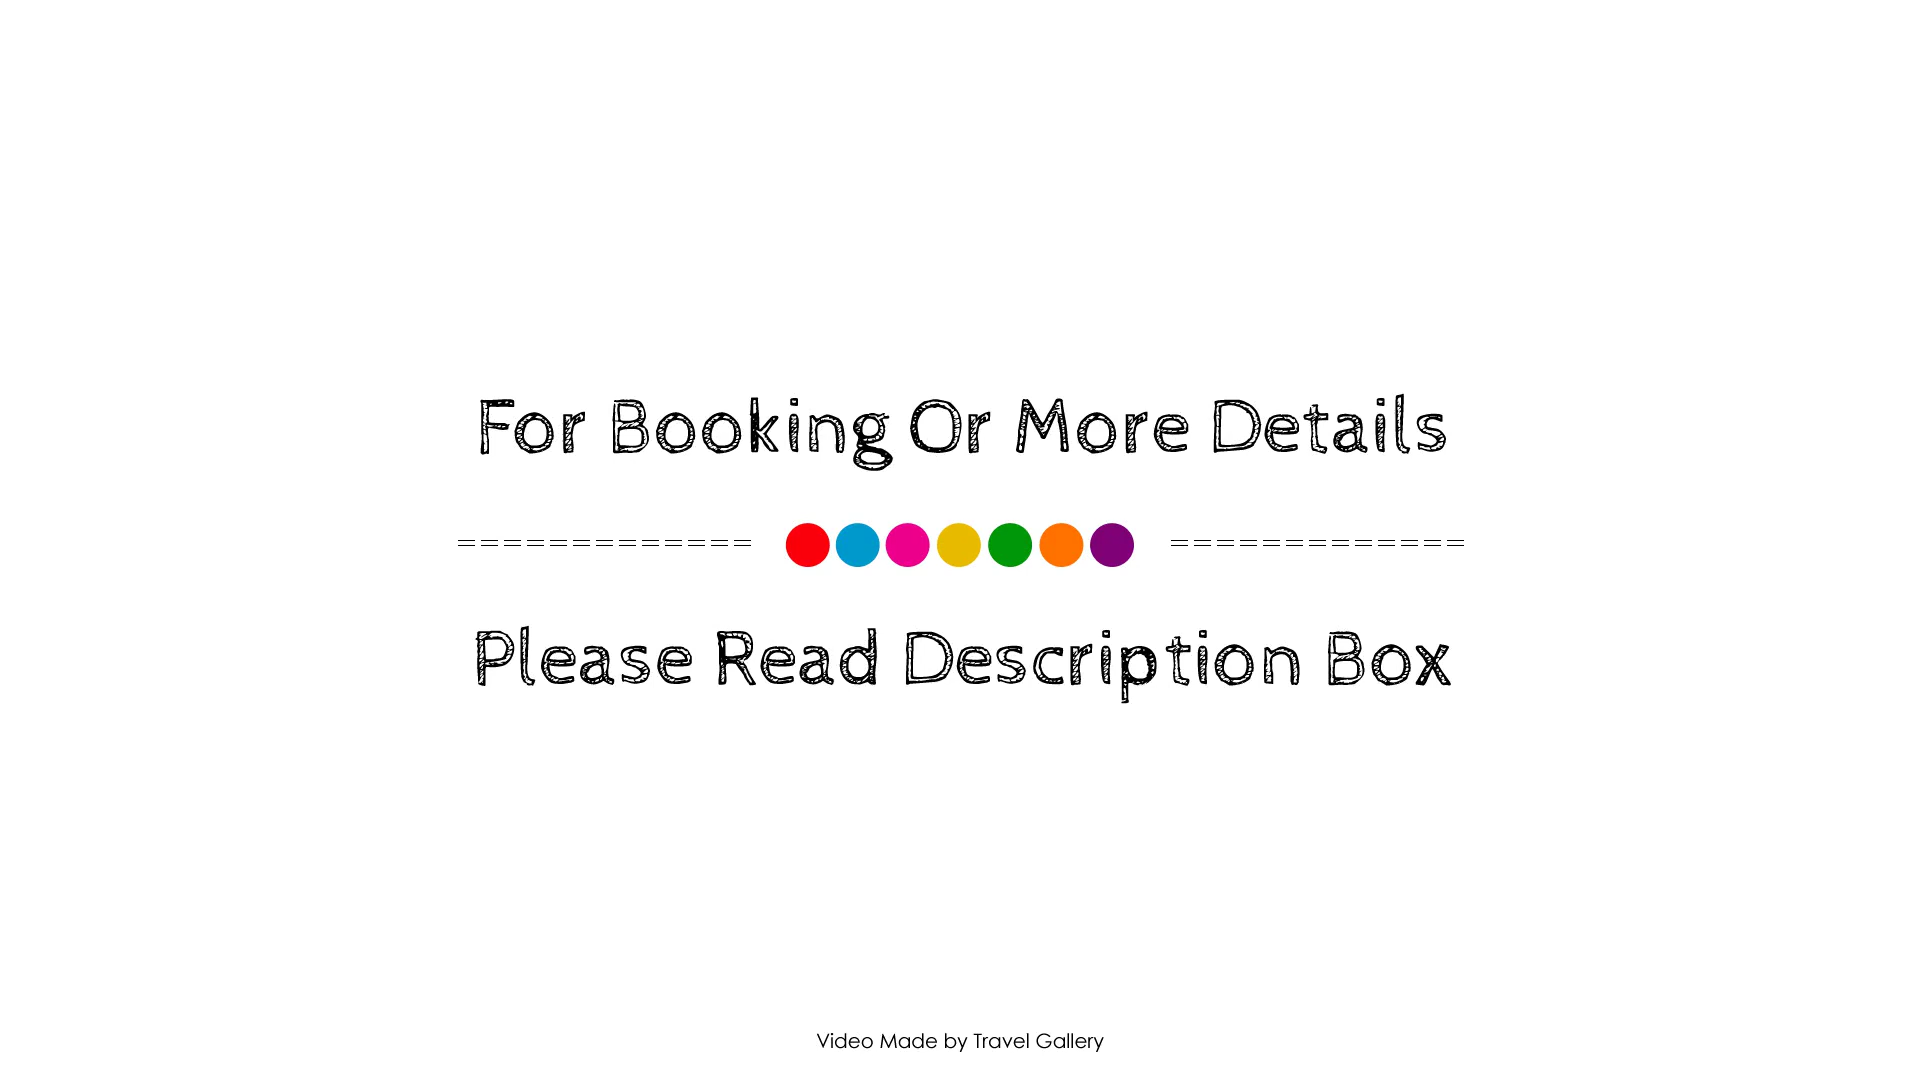 For Booking Or More Details
============= =============
Please Read Description Box
Video Made by Travel Gallery